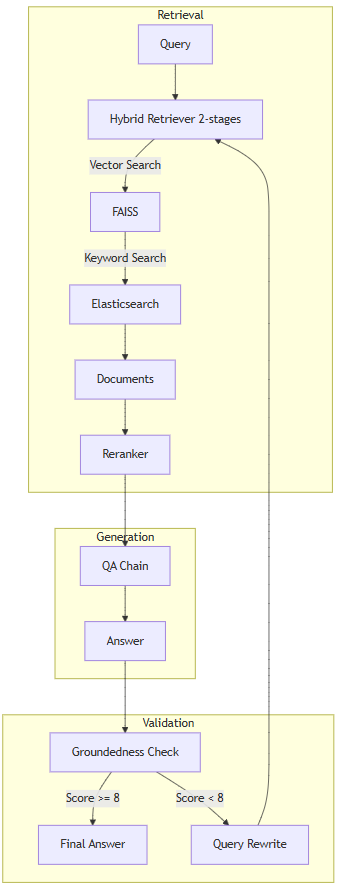 Retrieval
Query
Hybrid Retriever 2-stages
Vector Search
FAISS
Keyword Search
Elasticsearch
Documents
Reranker
Generation
QA Chain
Answer
Validation
Groundedness Check
Score >= 8
Score < 8
Final Answer
Query Rewrite